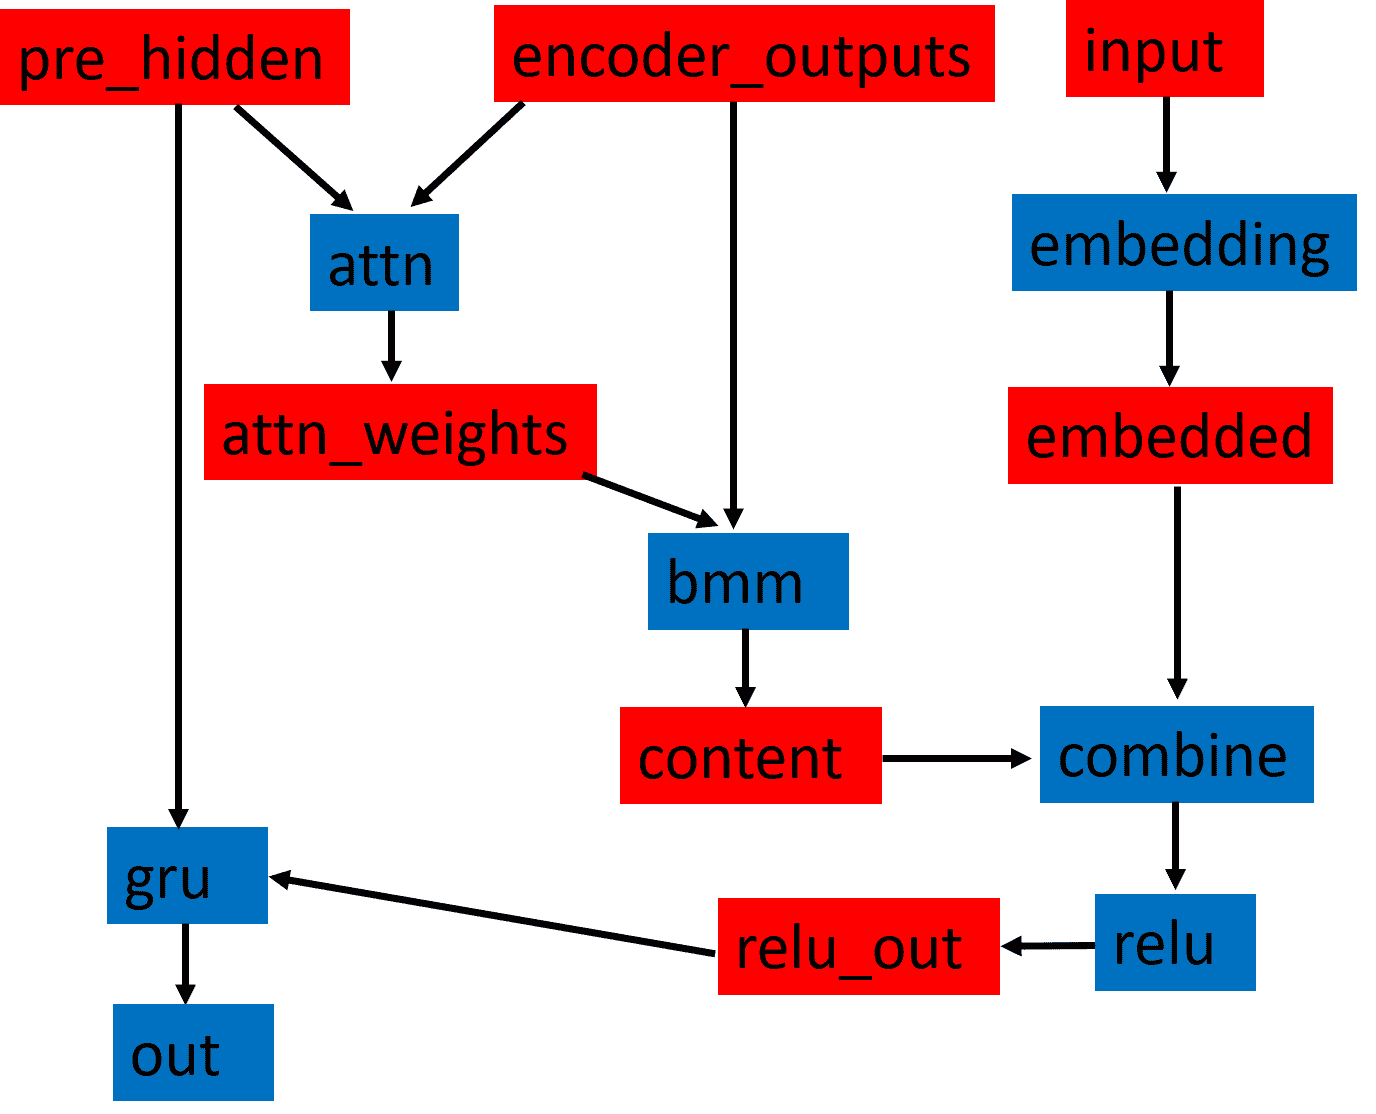 pre_hidden
encoder_outputs
input
attn
embedding
attn_weights
embedded
bmm
content
combine
gru
relu_out
relu
out